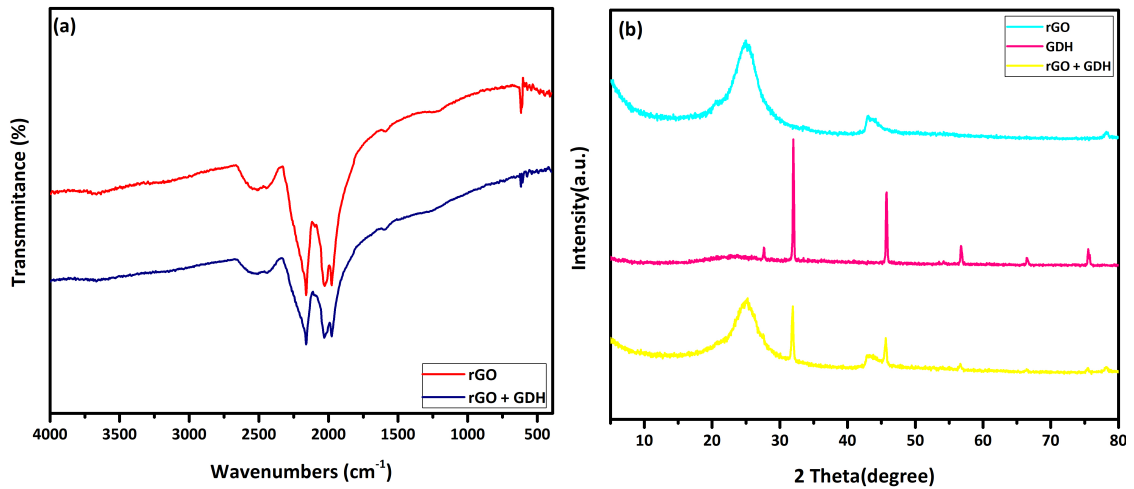 (a)
Transmitance (%)
rGO
rGO + GDH
4000 3500 3000 2500 2000 1500 1000 500
Wavenumbers (cm-1)
(b)
rGO
GDH
rGO + GDH
Intensity(a.u.)
10 20 30 40 50 60 70 80
2 Theta(degree)